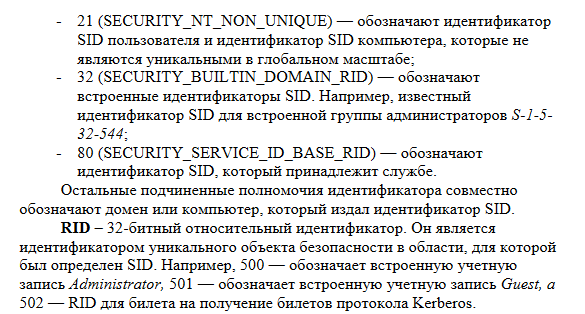 - 21 (SECURITY_NT_NON_UNIQUE) — обозначают идентификатор
SID пользователя и идентификатор SID компьютера, которые не
являются уникальными в глобальном масштабе;
- 32 (SECURITY_BUILTIN_DOMAIN_RID) — обозначают
встроенные идентификаторы SID. Например, известный
идентификатор SID для встроенной группы администраторов S-1-5-
32-544;
- 80 (SECURITY_SERVICE_ID_BASE_RID) — обозначают
идентификатор SID, который принадлежит службе.
Остальные подчиненные полномочия идентификатора совместно
обозначают домен или компьютер, который издал идентификатор SID.
RID – 32-битный относительный идентификатор. Он является
идентификатором уникального объекта безопасности в области, для которой
был определен SID. Например, 500 — обозначает встроенную учетную
запись Administrator, 501 — обозначает встроенную учетную запись Guest, а
502 — RID для билета на получение билетов протокола Kerberos.